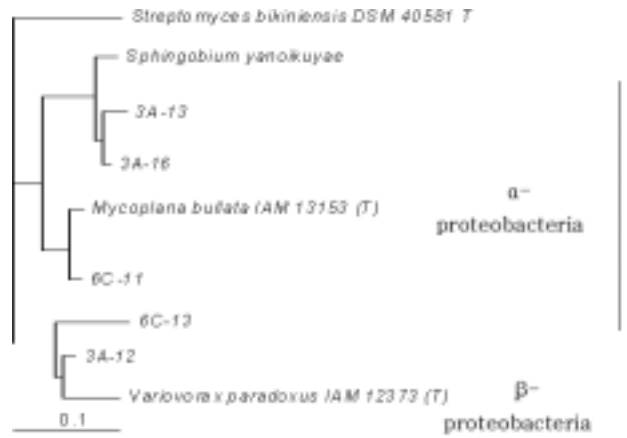 Streptomyces bikiniensis DSM 40581 T
Sphingobium yanoikuyae
3A-13
3A-16
Mycoplana bullata IAM 13153 (T)
α-
proteobacteria
6C-11
6C-13
3A-12
Variovorax paradoxus IAM 12373 (T)
β-
proteobacteria
0.1